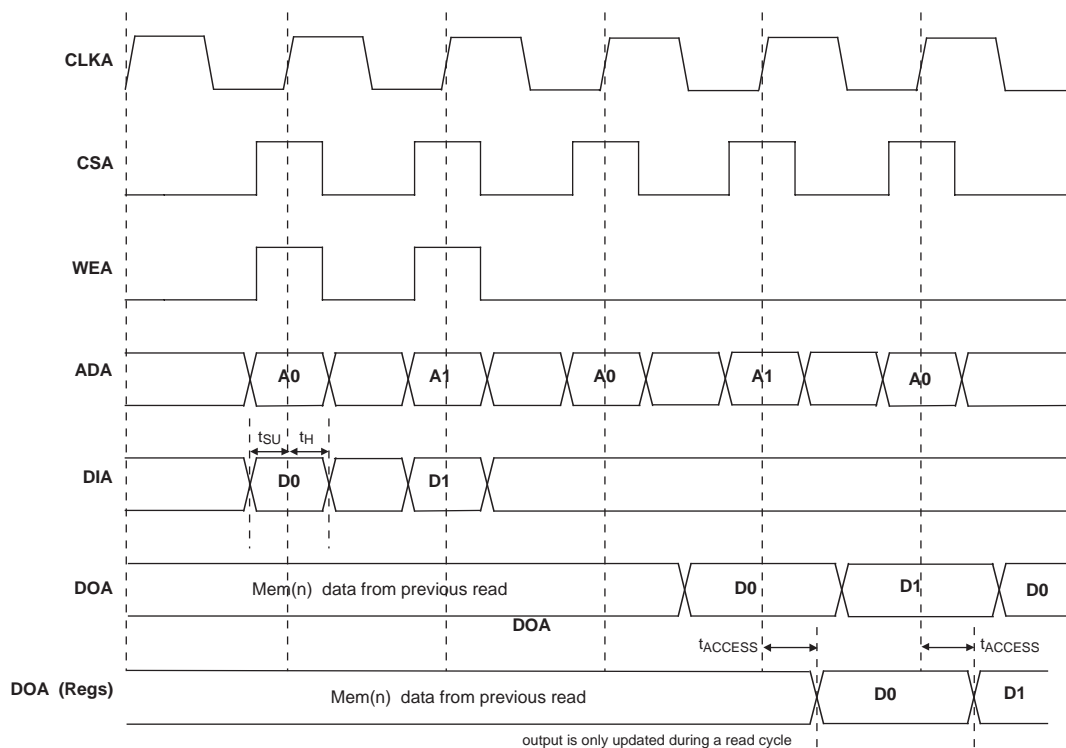 CLKA
CSA
WEA
ADA A0 A1 A0 A1 A0
tSU tH
DIA D0 D1
DOA Mem(n) data from previous read D0 D1 D0
DOA
tACCESS tACCESS
DOA (Regs) Mem(n) data from previous read D0 D1
output is only updated during a read cycle